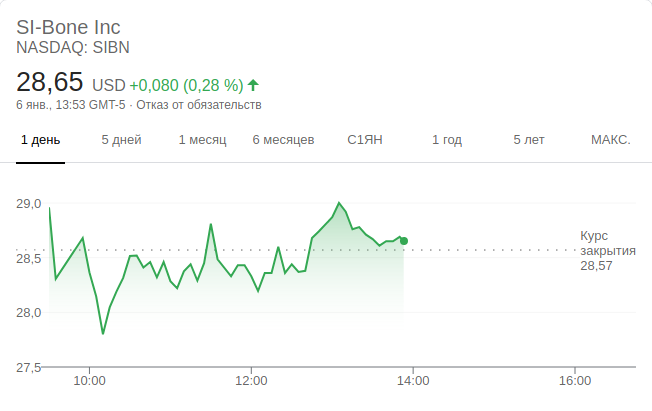 SI-Bone Inc
NASDAQ: SIBN
28,65 USD +0,080 (0,28 %)
6 янв., 13:53 GMT-5 · Отказ от обязательств
1 день 5 дней 1 месяц 6 месяцев С1ЯН 1 год 5 лет МАКС.
29,0
28,5
28,0
27,5
Курс
закрытия
28,57
10:00 12:00 14:00 16:00